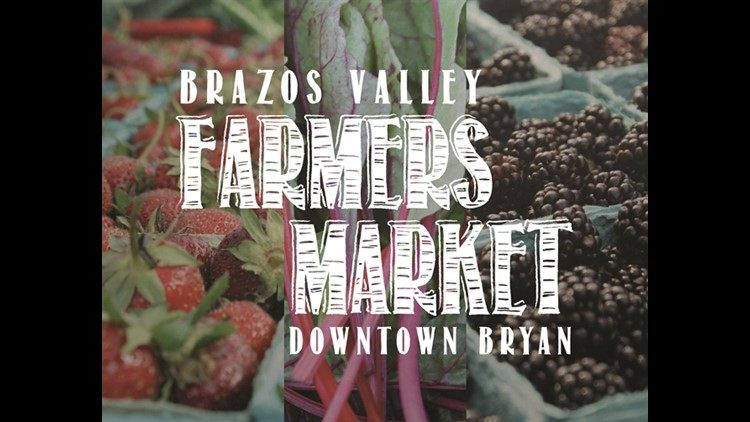 BRAZOS VALLEY
FARMERS
MARKET
DOWNTOWN BRYAN